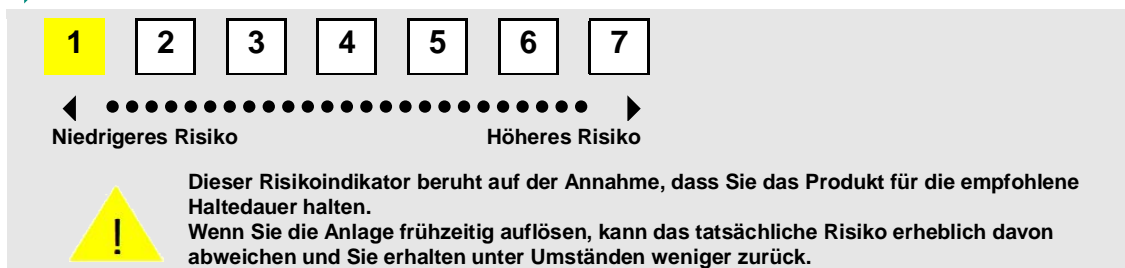 1 2 3 4 5 6 7
Niedrigeres Risiko Höheres Risiko
Dieser Risikoindikator beruht auf der Annahme, dass Sie das Produkt für die empfohlene
Haltedauer halten.
Wenn Sie die Anlage frühzeitig auflösen, kann das tatsächliche Risiko erheblich davon
abweichen und Sie erhalten unter Umständen weniger zurück.
!